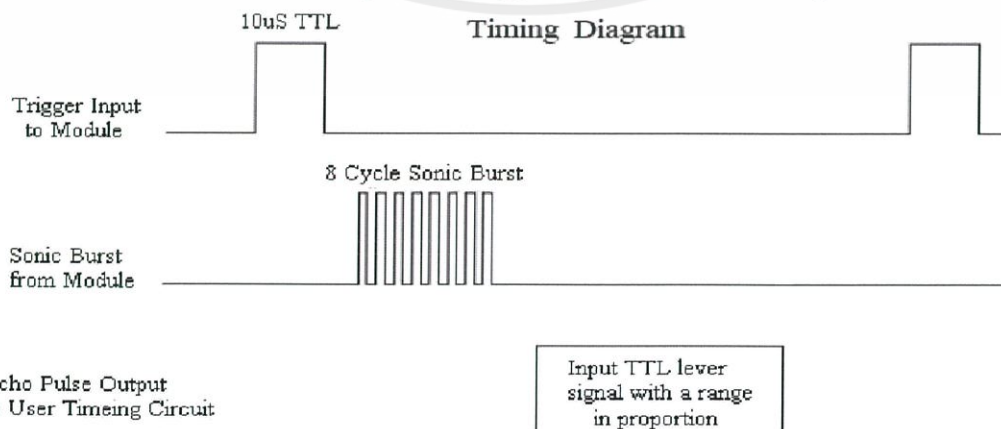 10uS TTL
Timing Diagram
Trigger Input
to Module
8 Cycle Sonic Burst
Sonic Burst
from Module
cho Pulse Output
User Timeing Circuit
Input TTL lever
signal with a range
in proportion